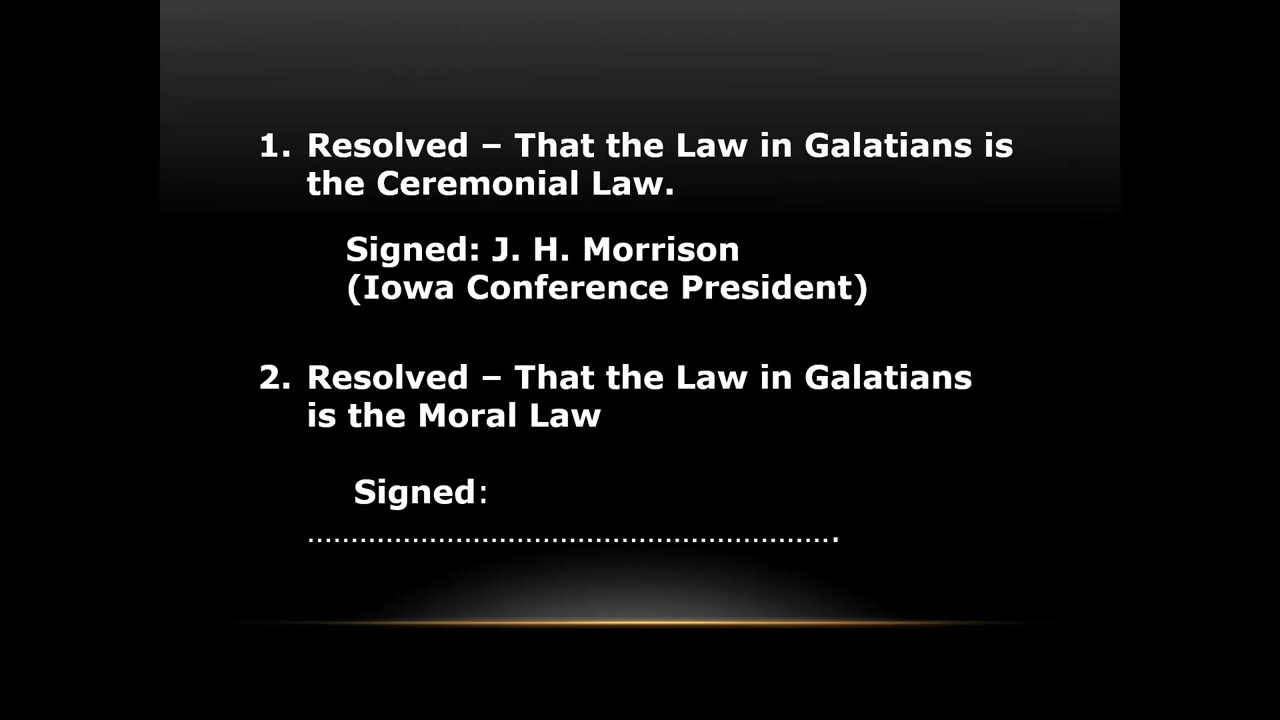 1. Resolved – That the Law in Galatians is
the Ceremonial Law.
Signed: J. H. Morrison
(Iowa Conference President)
2. Resolved – That the Law in Galatians
is the Moral Law
Signed:
………………………………………………………….